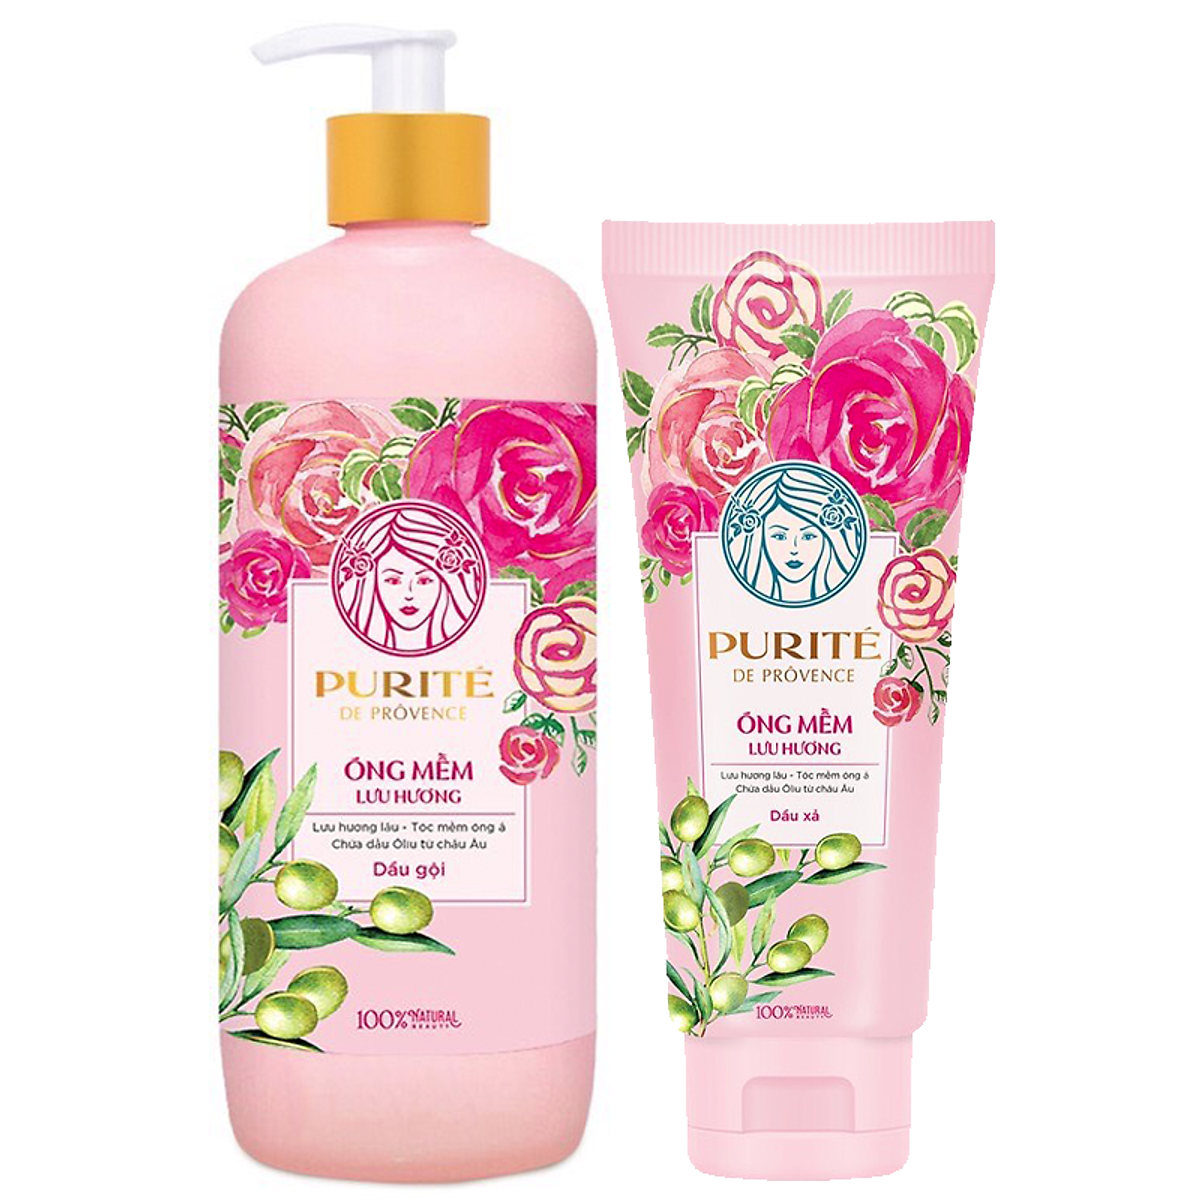 PURITÉ
DE PRÔVENCE
ÓNG MỀM
LƯU HƯƠNG
Lưu hương lâu - Tóc mềm óng ả
Chứa dầu Ôliu từ châu Âu
Dầu gội
100% NATURAL
BEAUTY
PURITÉ
DE PRÔVENCE
ÓNG MỀM
LƯU HƯƠNG
Lưu hương lâu - Tóc mềm óng ả
Chứa dầu Ôliu từ châu Âu
Dầu xả
100% NATURAL
BEAUTY